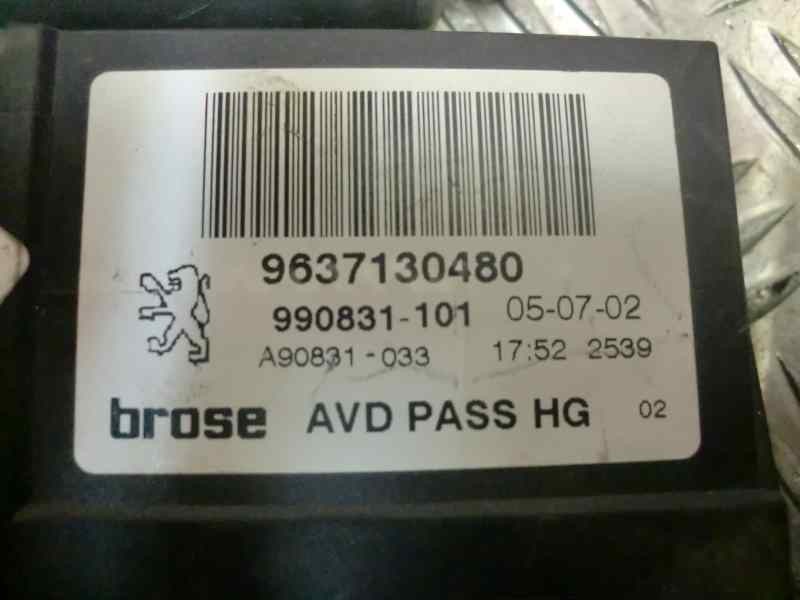 9637130480
990831-101 05-07-02
A90831-033 17:52 2539
brose AVD PASS HG 02